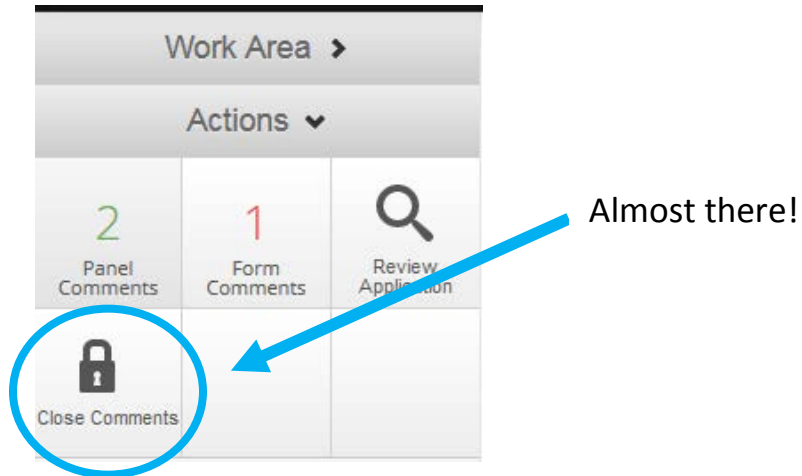 Work Area
Actions
2
Panel
Comments
1
Form
Comments
Review
Application
Almost there!
Close Comments